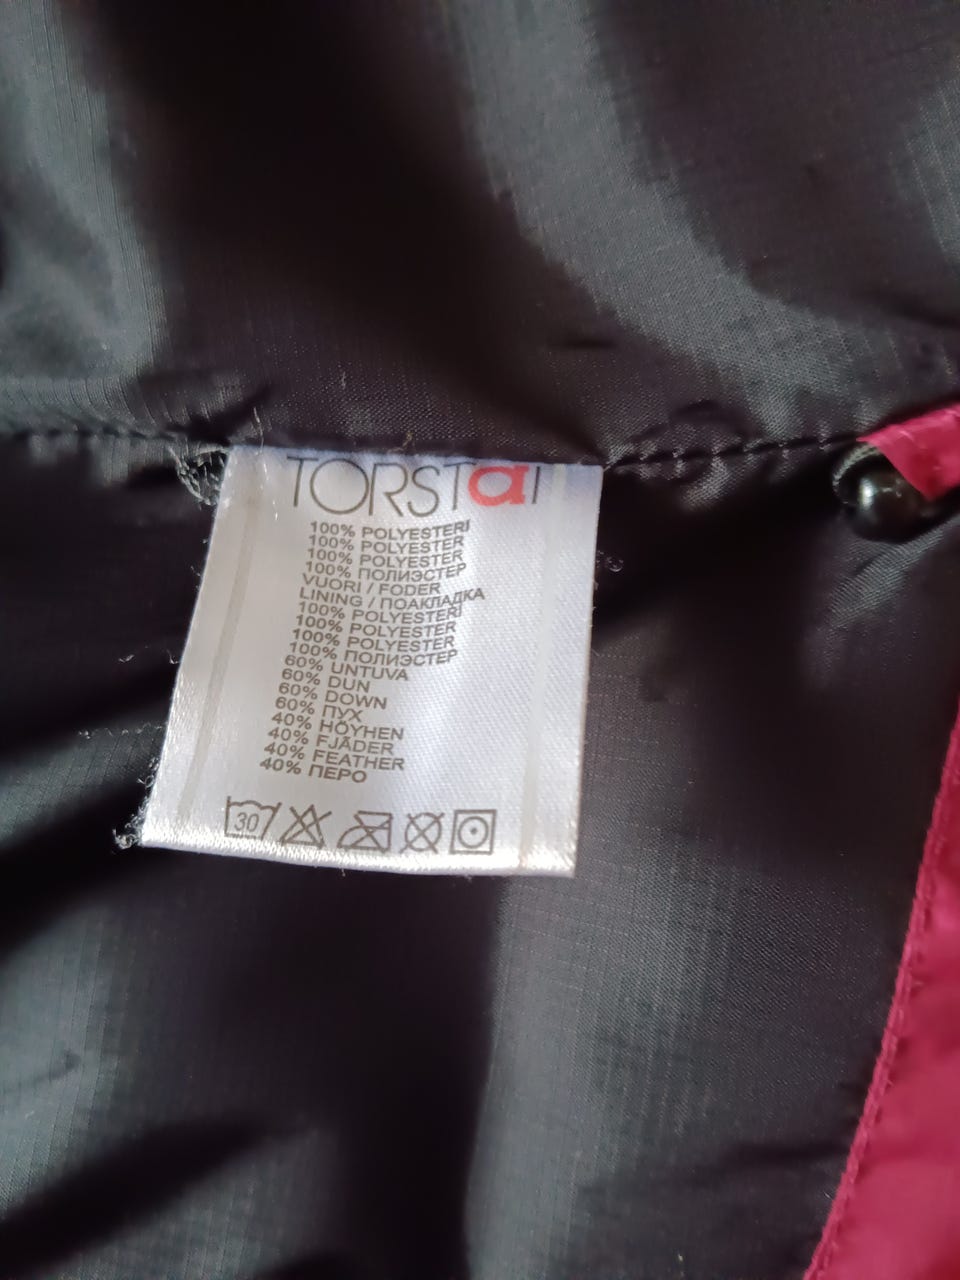 TORSTAI
100% POLYESTERI
100% POLYESTER
100% POLYESTER
100% ПОЛИЭСТЕР
VUORI / FODER
LINING / ПОАКЛАДКА
100% POLYESTERI
100% POLYESTER
100% POLYESTER
100% ПОЛИЭСТЕР
60% UNTUVA
60% DUN
60% DOWN
60% ПУХ
40% HÖYHEN
40% FJÄDER
40% FEATHER
40% ПЕРО
30